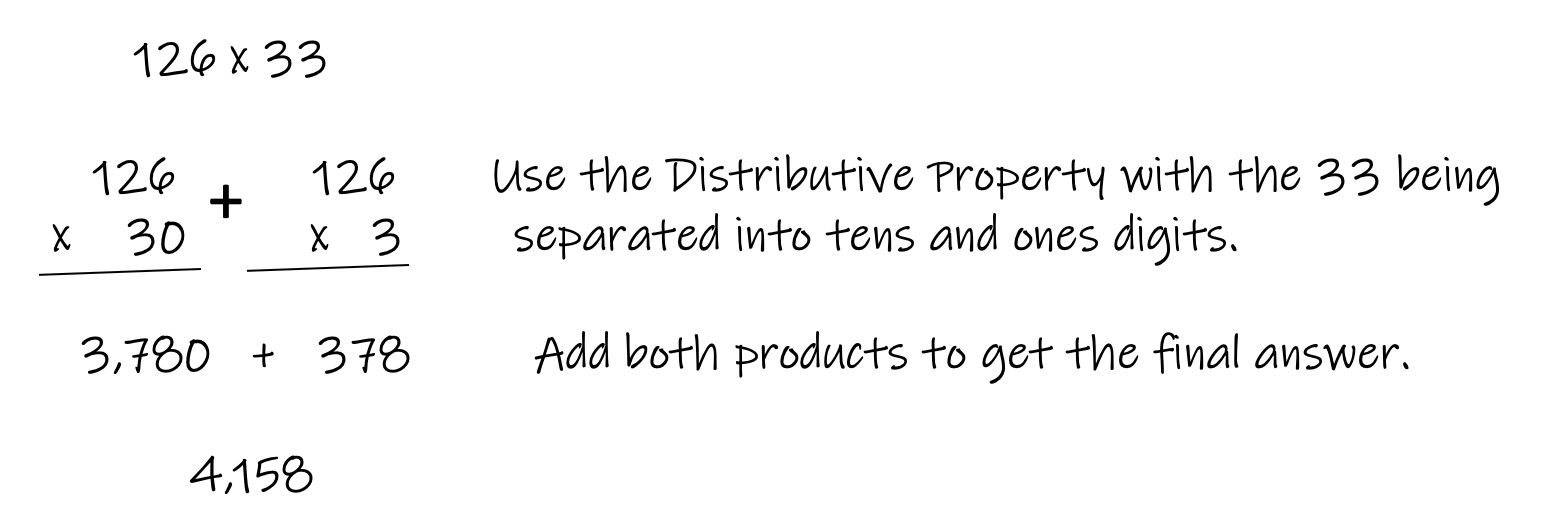 126 x 33
126 + 126 Use the Distributive Property with the 33 being
x 30 x 3 separated into tens and ones digits.
3,780 + 378 Add both products to get the final answer.
4,158